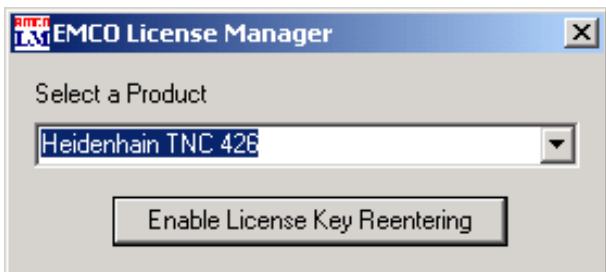 EMCO License Manager
Select a Product
Heidenhain TNC 426
Enable License Key Reentering